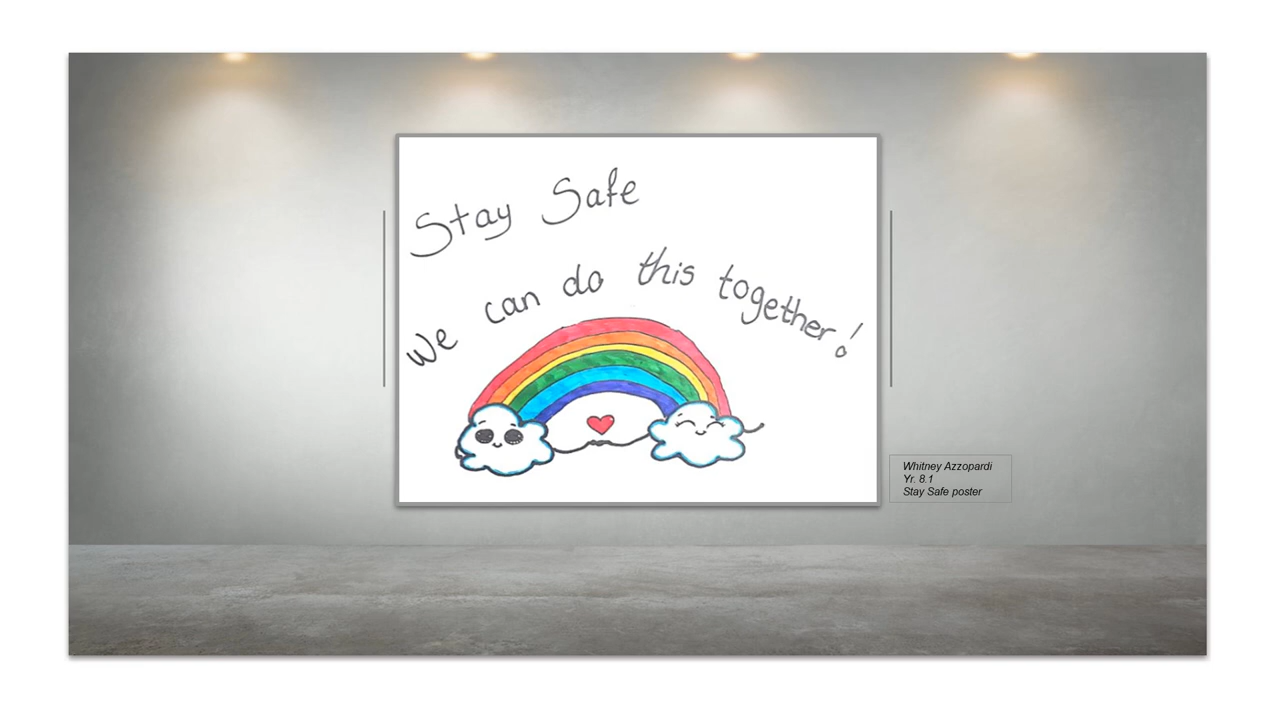 Stay Safe
We can do this together!
Whitney Azzopardi
Yr. 8.1
Stay Safe poster